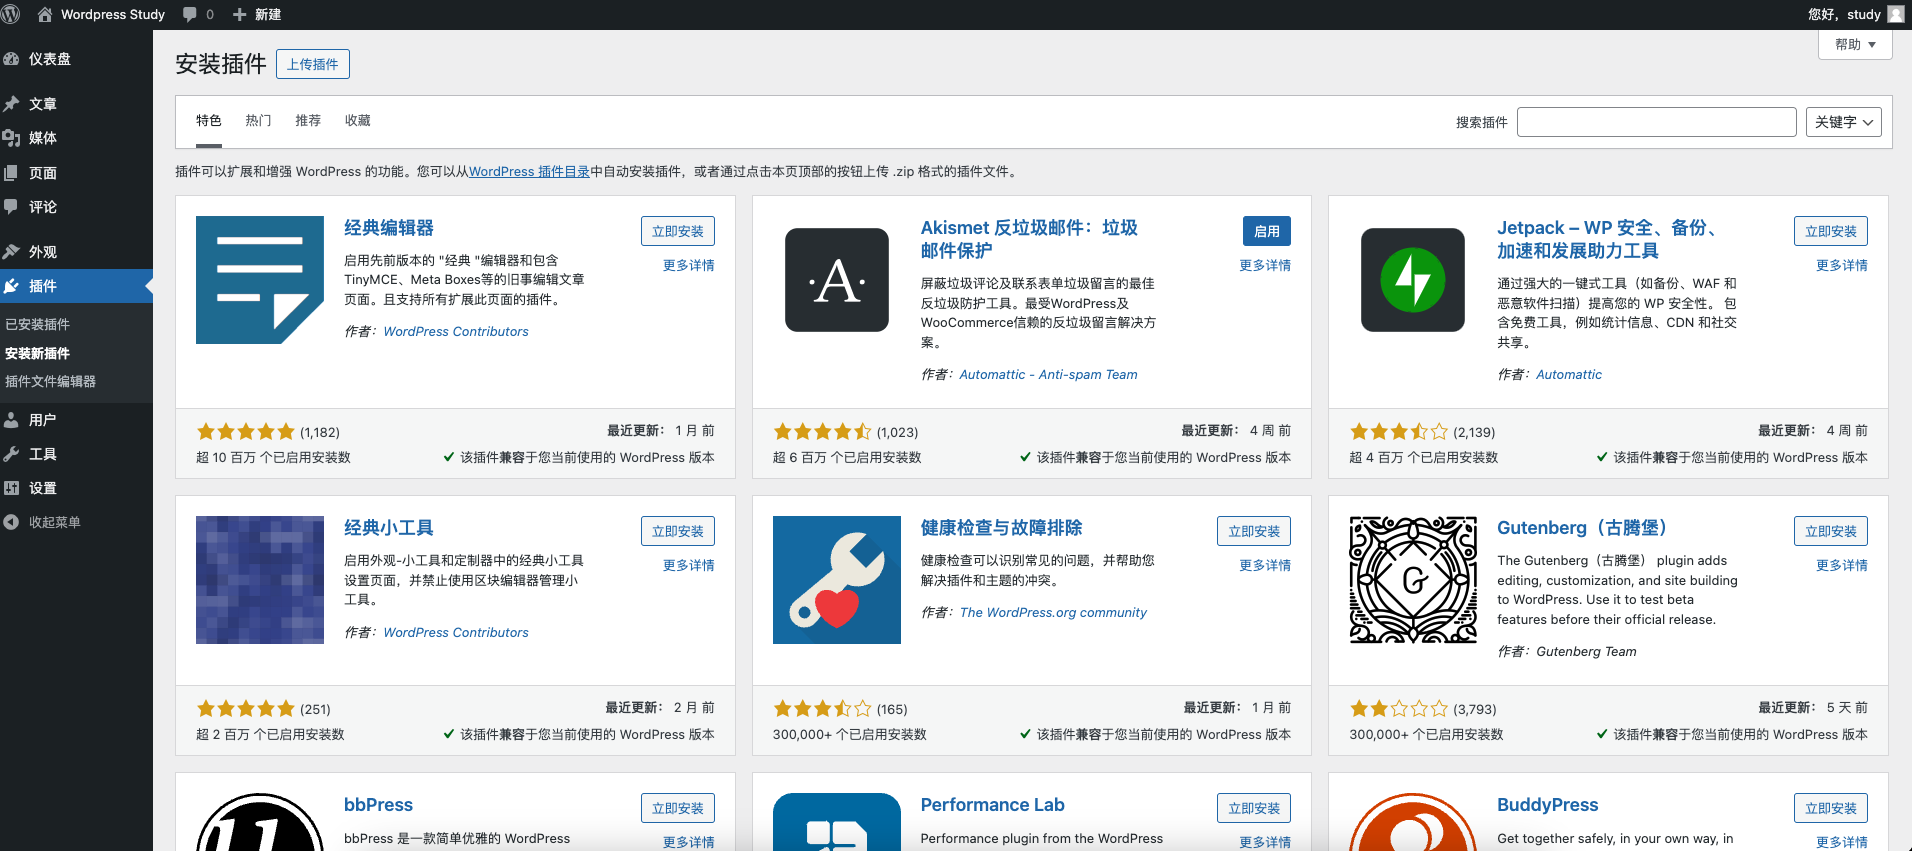 Wordpress Study
0
新建
您好，study
仪表盘
文章
媒体
页面
评论
外观
插件
已安装插件
安装新插件
插件文件编辑器
用户
工具
设置
收起菜单
帮助
安装插件
上传插件
特色
热门
推荐
收藏
搜索插件
关键字
插件可以扩展和增强 WordPress 的功能。您可以从WordPress 插件目录中自动安装插件，或者通过点击本页顶部的按钮上传 .zip 格式的插件文件。
经典编辑器
立即安装
更多详情
启用先前版本的 "经典 "编辑器和包含
TinyMCE、Meta Boxes等的旧事编辑文章
页面。且支持所有扩展此页面的插件。
作者：WordPress Contributors
(1,182)
最近更新： 1 月 前
超 10 百万 个已启用安装数
该插件兼容于您当前使用的 WordPress 版本
A
Akismet 反垃圾邮件：垃圾
邮件保护
启用
更多详情
屏蔽垃圾评论及联系表单垃圾留言的最佳
反垃圾防护工具。最受WordPress及
WooCommerce信赖的反垃圾留言解决方
案。
作者：Automattic - Anti-spam Team
(1,023)
最近更新： 4 周 前
超 6 百万 个已启用安装数
该插件兼容于您当前使用的 WordPress 版本
Jetpack – WP 安全、备份、
加速和发展助力工具
立即安装
更多详情
通过强大的一键式工具（如备份、WAF 和
恶意软件扫描）提高您的 WP 安全性。 包
含免费工具，例如统计信息、CDN 和社交
共享。
作者：Automattic
(2,139)
最近更新： 4 周 前
超 4 百万 个已启用安装数
该插件兼容于您当前使用的 WordPress 版本
经典小工具
立即安装
更多详情
启用外观-小工具和定制器中的经典小工具
设置页面，并禁止使用区块编辑器管理小
工具。
作者：WordPress Contributors
(251)
最近更新： 2 月 前
超 2 百万 个已启用安装数
该插件兼容于您当前使用的 WordPress 版本
健康检查与故障排除
立即安装
更多详情
健康检查可以识别常见的问题，并帮助您
解决插件和主题的冲突。
作者：The WordPress.org community
(165)
最近更新： 1 月 前
300,000+ 个已启用安装数
该插件兼容于您当前使用的 WordPress 版本
G
Gutenberg（古腾堡）
立即安装
更多详情
The Gutenberg（古腾堡） plugin adds
editing, customization, and site building
to WordPress. Use it to test beta
features before their official release.
作者：Gutenberg Team
(3,793)
最近更新： 5 天 前
300,000+ 个已启用安装数
该插件兼容于您当前使用的 WordPress 版本
bbPress
立即安装
更多详情
bbPress 是一款简单优雅的 WordPress
Performance Lab
立即安装
更多详情
Performance plugin from the WordPress
BuddyPress
立即安装
更多详情
Get together safely, in your own way, in